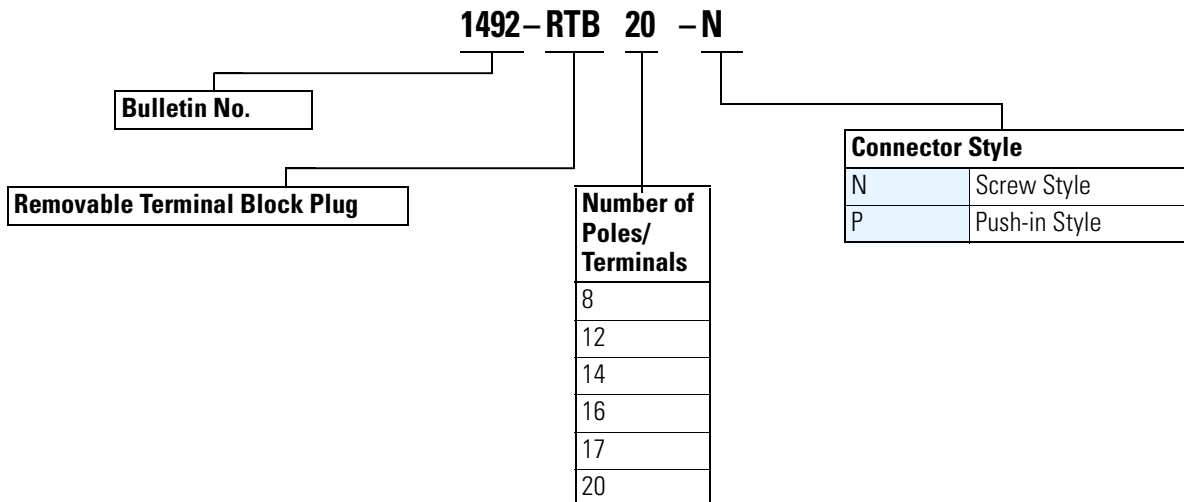 1492–RTB 20 –N
Bulletin No.
Removable Terminal Block Plug
Number of
Poles/
Terminals
8
12
14
16
17
20
Connector Style
N Screw Style
P Push-in Style